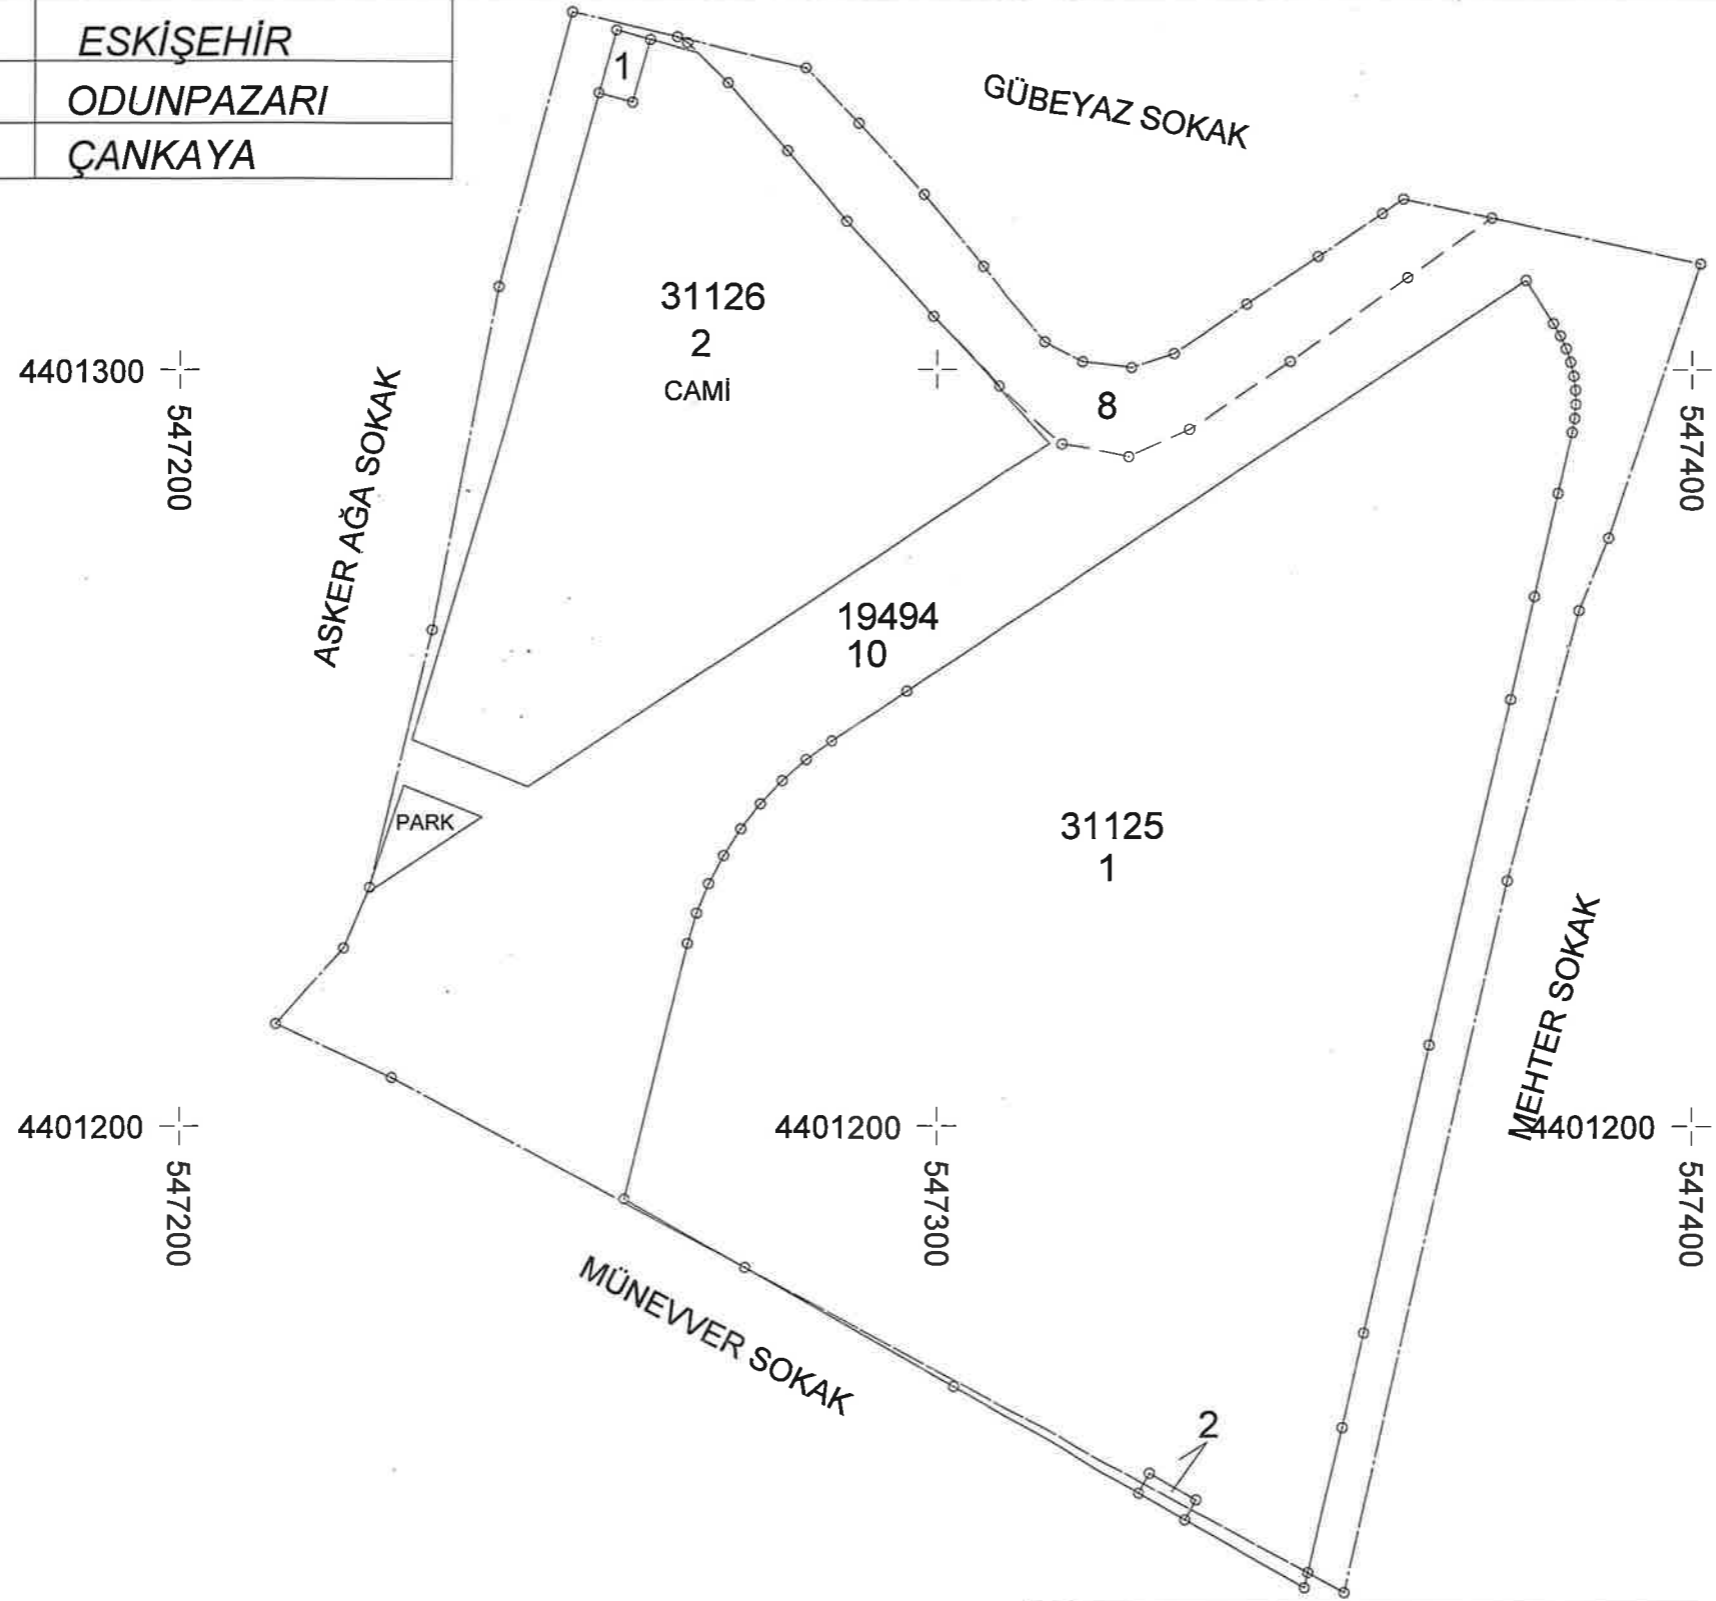 ESKİŞEHİR
ODUNPAZARI
ÇANKAYA
1
GÜBEYAZ SOKAK
31126
2
CAMİ
4401300
547200
8
547400
ASKER AĞA SOKAK
19494
10
PARK
31125
1
MEHTER SOKAK
4401200
547200
4401200
547300
4401200
547400
MÜNEVVER SOKAK
2